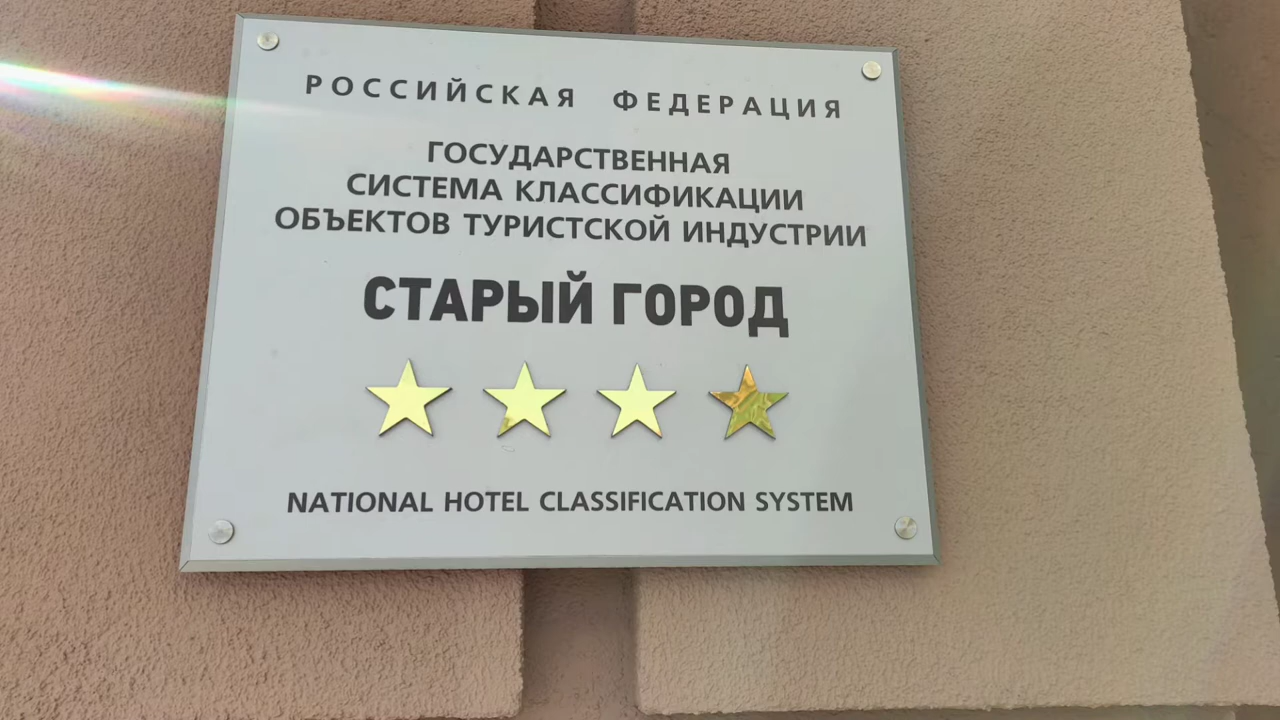 РОССИЙСКАЯ ФЕДЕРАЦИЯ
ГОСУДАРСТВЕННАЯ
СИСТЕМА КЛАССИФИКАЦИИ
ОБЪЕКТОВ ТУРИСТСКОЙ ИНДУСТРИИ
СТАРЫЙ ГОРОД
NATIONAL HOTEL CLASSIFICATION SYSTEM